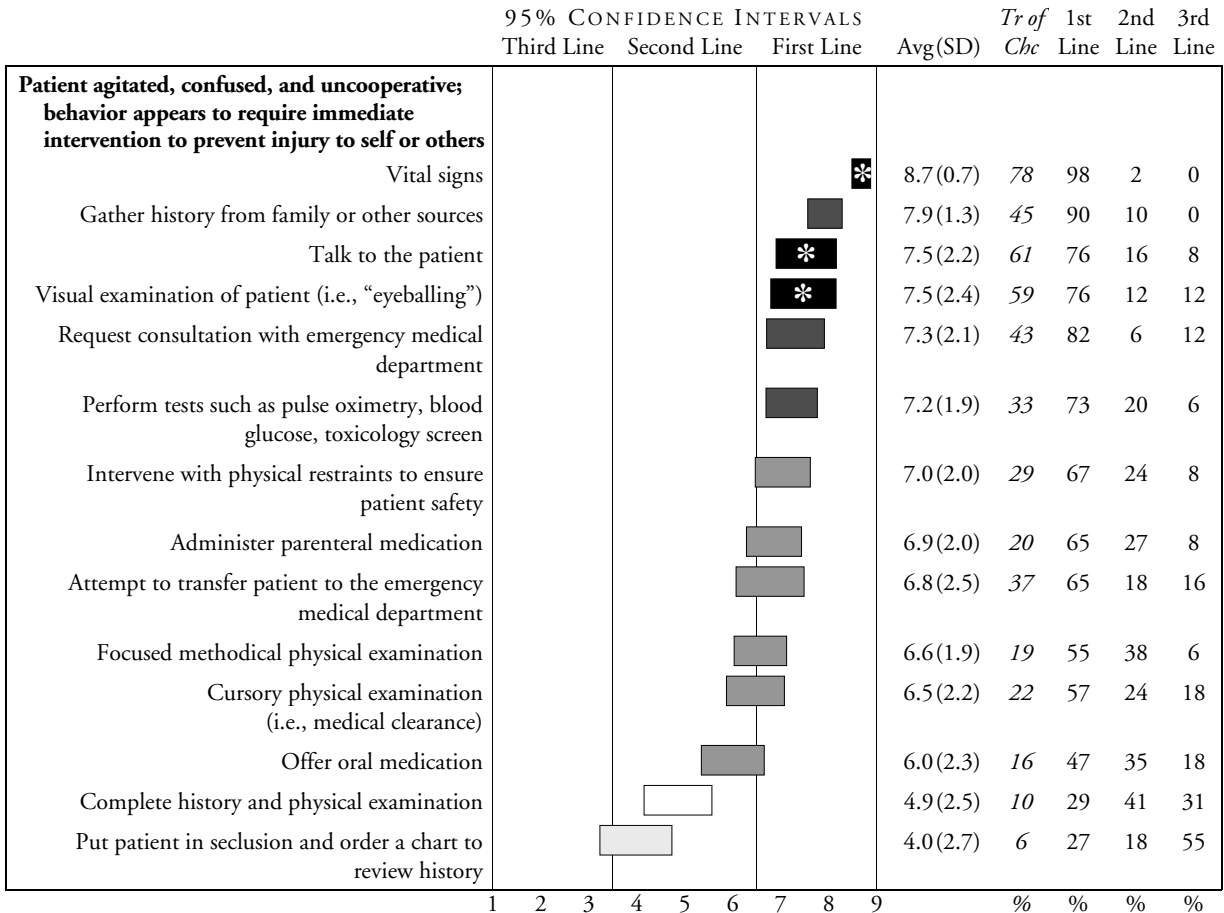 95% CONFIDENCE INTERVALS Tr of 1st 2nd 3rd
Third Line Second Line First Line Avg(SD) Chc Line Line Line
Patient agitated, confused, and uncooperative;
behavior appears to require immediate
intervention to prevent injury to self or others
Vital signs * 8.7(0.7) 78 98 2 0
Gather history from family or other sources 7.9(1.3) 45 90 10 0
Talk to the patient * 7.5(2.2) 61 76 16 8
Visual examination of patient (i.e., “eyeballing”) * 7.5(2.4) 59 76 12 12
Request consultation with emergency medical 7.3(2.1) 43 82 6 12
department
Perform tests such as pulse oximetry, blood 7.2(1.9) 33 73 20 6
glucose, toxicology screen
Intervene with physical restraints to ensure 7.0(2.0) 29 67 24 8
patient safety
Administer parenteral medication 6.9(2.0) 20 65 27 8
Attempt to transfer patient to the emergency 6.8(2.5) 37 65 18 16
medical department
Focused methodical physical examination 6.6(1.9) 19 55 38 6
Cursory physical examination 6.5(2.2) 22 57 24 18
(i.e., medical clearance)
Offer oral medication 6.0(2.3) 16 47 35 18
Complete history and physical examination 4.9(2.5) 10 29 41 31
Put patient in seclusion and order a chart to 4.0(2.7) 6 27 18 55
review history
1 2 3 4 5 6 7 8 9 % % % %